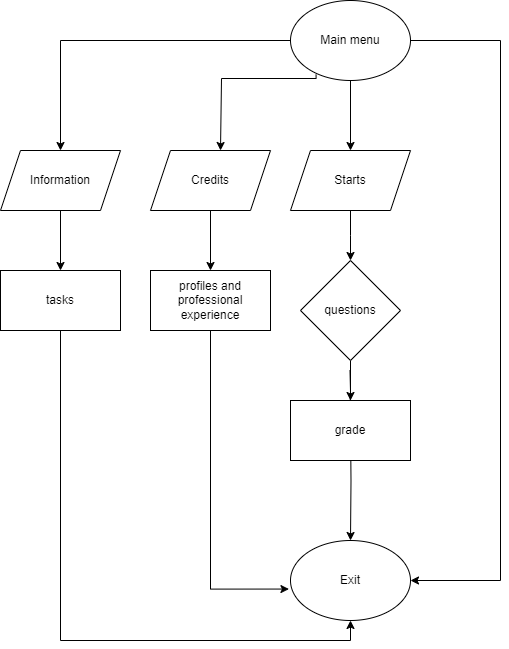 Main menu
Information
Credits
Starts
tasks
profiles and
professional
experience
questions
grade
Exit